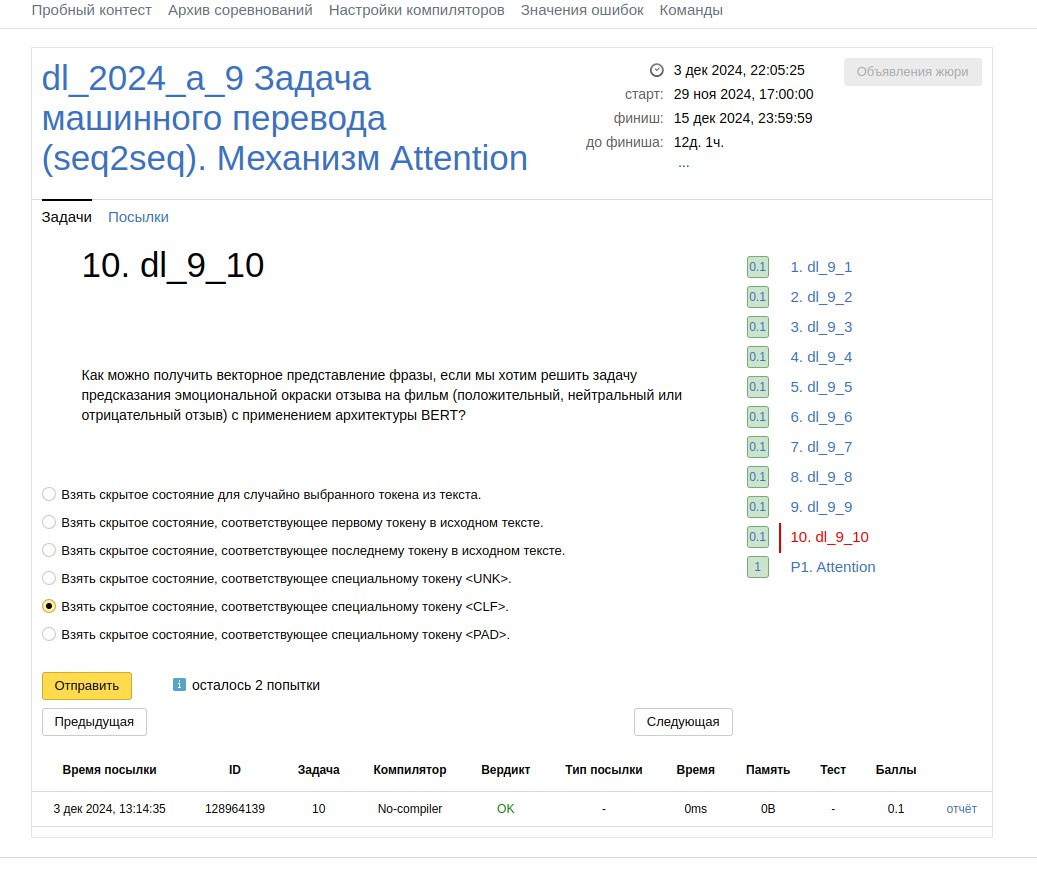 Пробный контест Архив соревнований Настройки компиляторов Значения ошибок Команды
dl_2024_a_9 Задача
машинного перевода
(seq2seq). Механизм Attention
3 дек 2024, 22:05:25
старт: 29 ноя 2024, 17:00:00
финиш: 15 дек 2024, 23:59:59
до финиша: 12д. 1ч.
...
Объявления жюри
Задачи Посылки
10. dl_9_10
Как можно получить векторное представление фразы, если мы хотим решить задачу
предсказания эмоциональной окраски отзыва на фильм (положительный, нейтральный или
отрицательный отзыв) с применением архитектуры BERT?
Взять скрытое состояние для случайно выбранного токена из текста.
Взять скрытое состояние, соответствующее первому токену в исходном тексте.
Взять скрытое состояние, соответствующее последнему токену в исходном тексте.
Взять скрытое состояние, соответствующее специальному токену <UNK>.
Взять скрытое состояние, соответствующее специальному токену <CLF>.
Взять скрытое состояние, соответствующее специальному токену <PAD>.
Отправить i осталось 2 попытки
Предыдущая Следующая
0.1 1. dl_9_1
0.1 2. dl_9_2
0.1 3. dl_9_3
0.1 4. dl_9_4
0.1 5. dl_9_5
0.1 6. dl_9_6
0.1 7. dl_9_7
0.1 8. dl_9_8
0.1 9. dl_9_9
0.1 10. dl_9_10
1 P1. Attention
Время посылки ID Задача Компилятор Вердикт Тип посылки Время Память Тест Баллы
3 дек 2024, 13:14:35 128964139 10 No-compiler OK - 0ms 0B - 0.1 отчёт